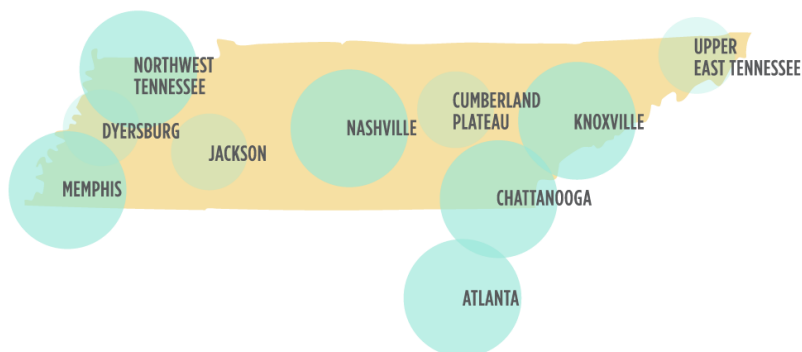 NORTHWEST
TENNESSEE
UPPER
EAST TENNESSEE
DYERSBURG
JACKSON
NASHVILLE
CUMBERLAND
PLATEAU
KNOXVILLE
MEMPHIS
CHATTANOOGA
ATLANTA